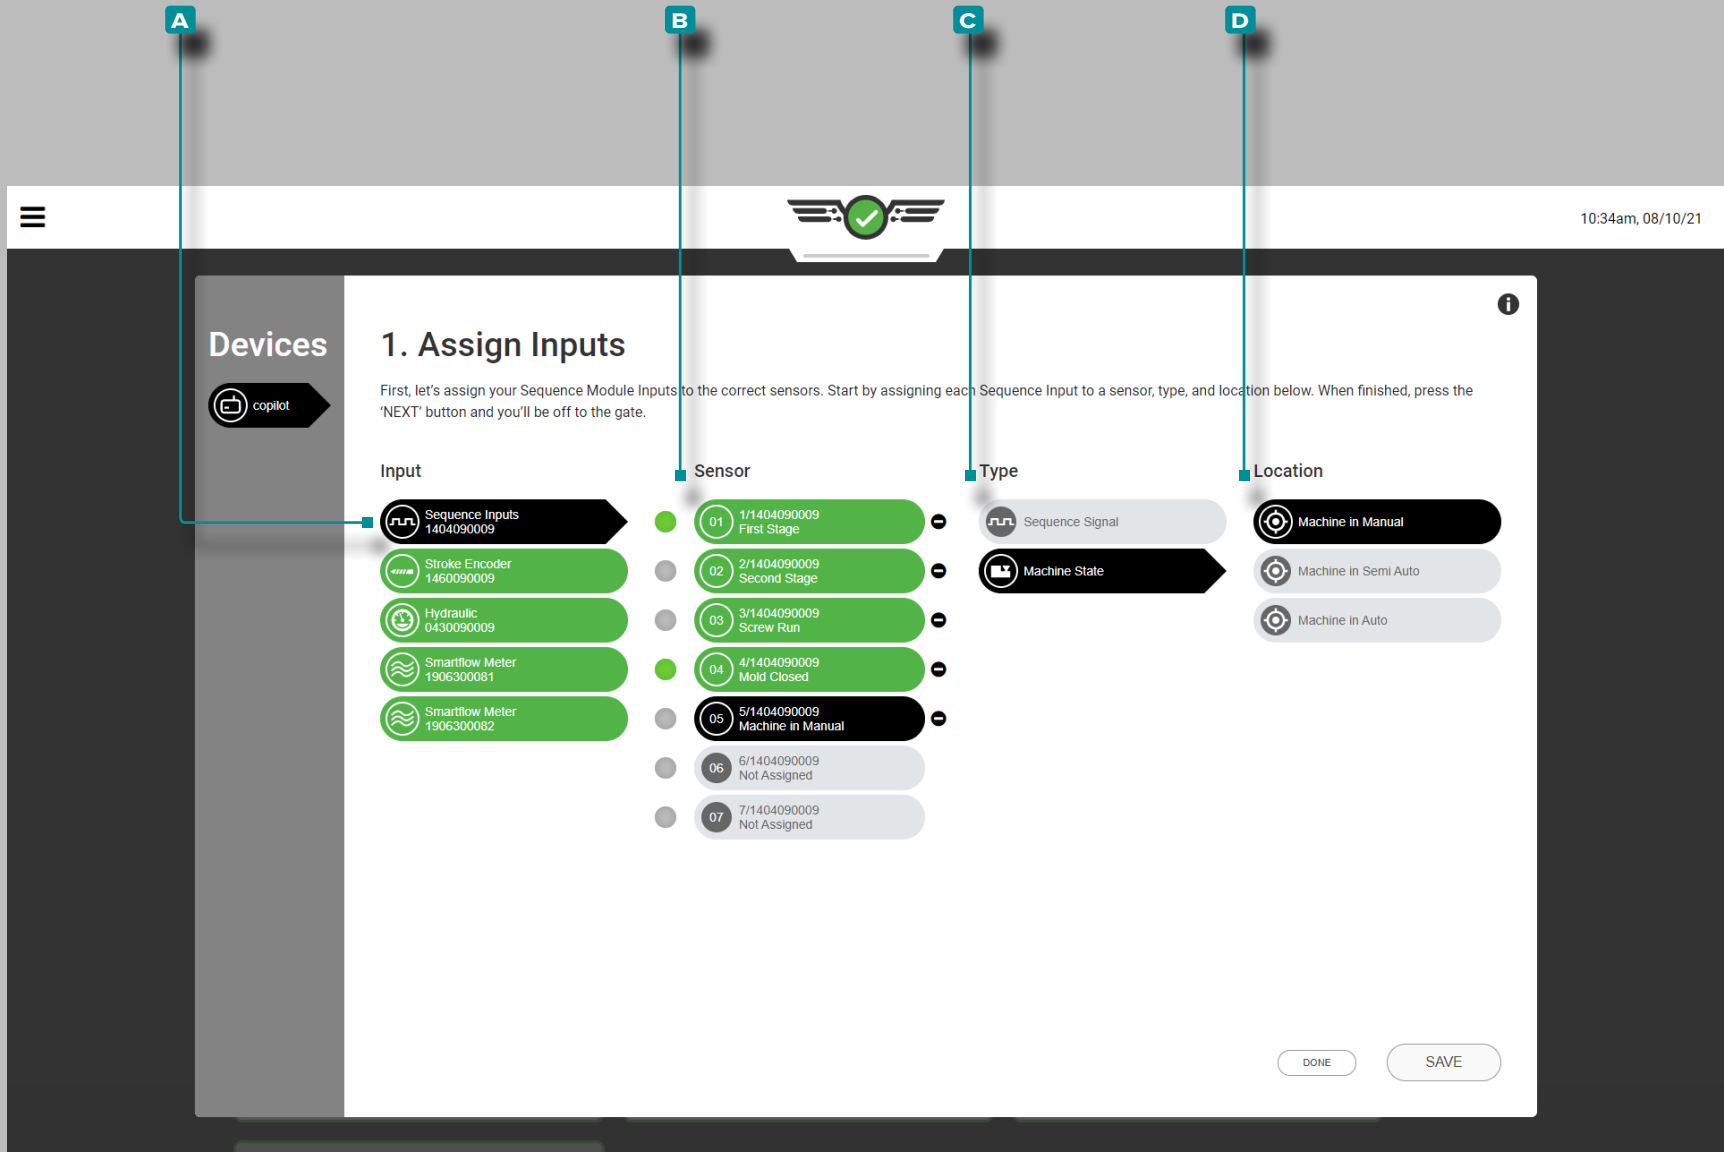 A
B
C
D
10:34am, 08/10/21
Devices
copilot
1. Assign Inputs
First, let's assign your Sequence Module Inputs to the correct sensors. Start by assigning each Sequence Input to a sensor, type, and location below. When finished, press the
‘NEXT’ button and you'll be off to the gate.
Input
Sequence Inputs
1404090009
Stroke Encoder
1460090009
Hydraulic
0430090009
Smartflow Meter
1906300081
Smartflow Meter
1906300082
Sensor
01
1/1404090009
First Stage
02
2/1404090009
Second Stage
03
3/1404090009
Screw Run
04
4/1404090009
Mold Closed
05
5/1404090009
Machine in Manual
06
6/1404090009
Not Assigned
07
7/1404090009
Not Assigned
Type
Sequence Signal
Machine State
Location
Machine in Manual
Machine in Semi Auto
Machine in Auto
DONE
SAVE